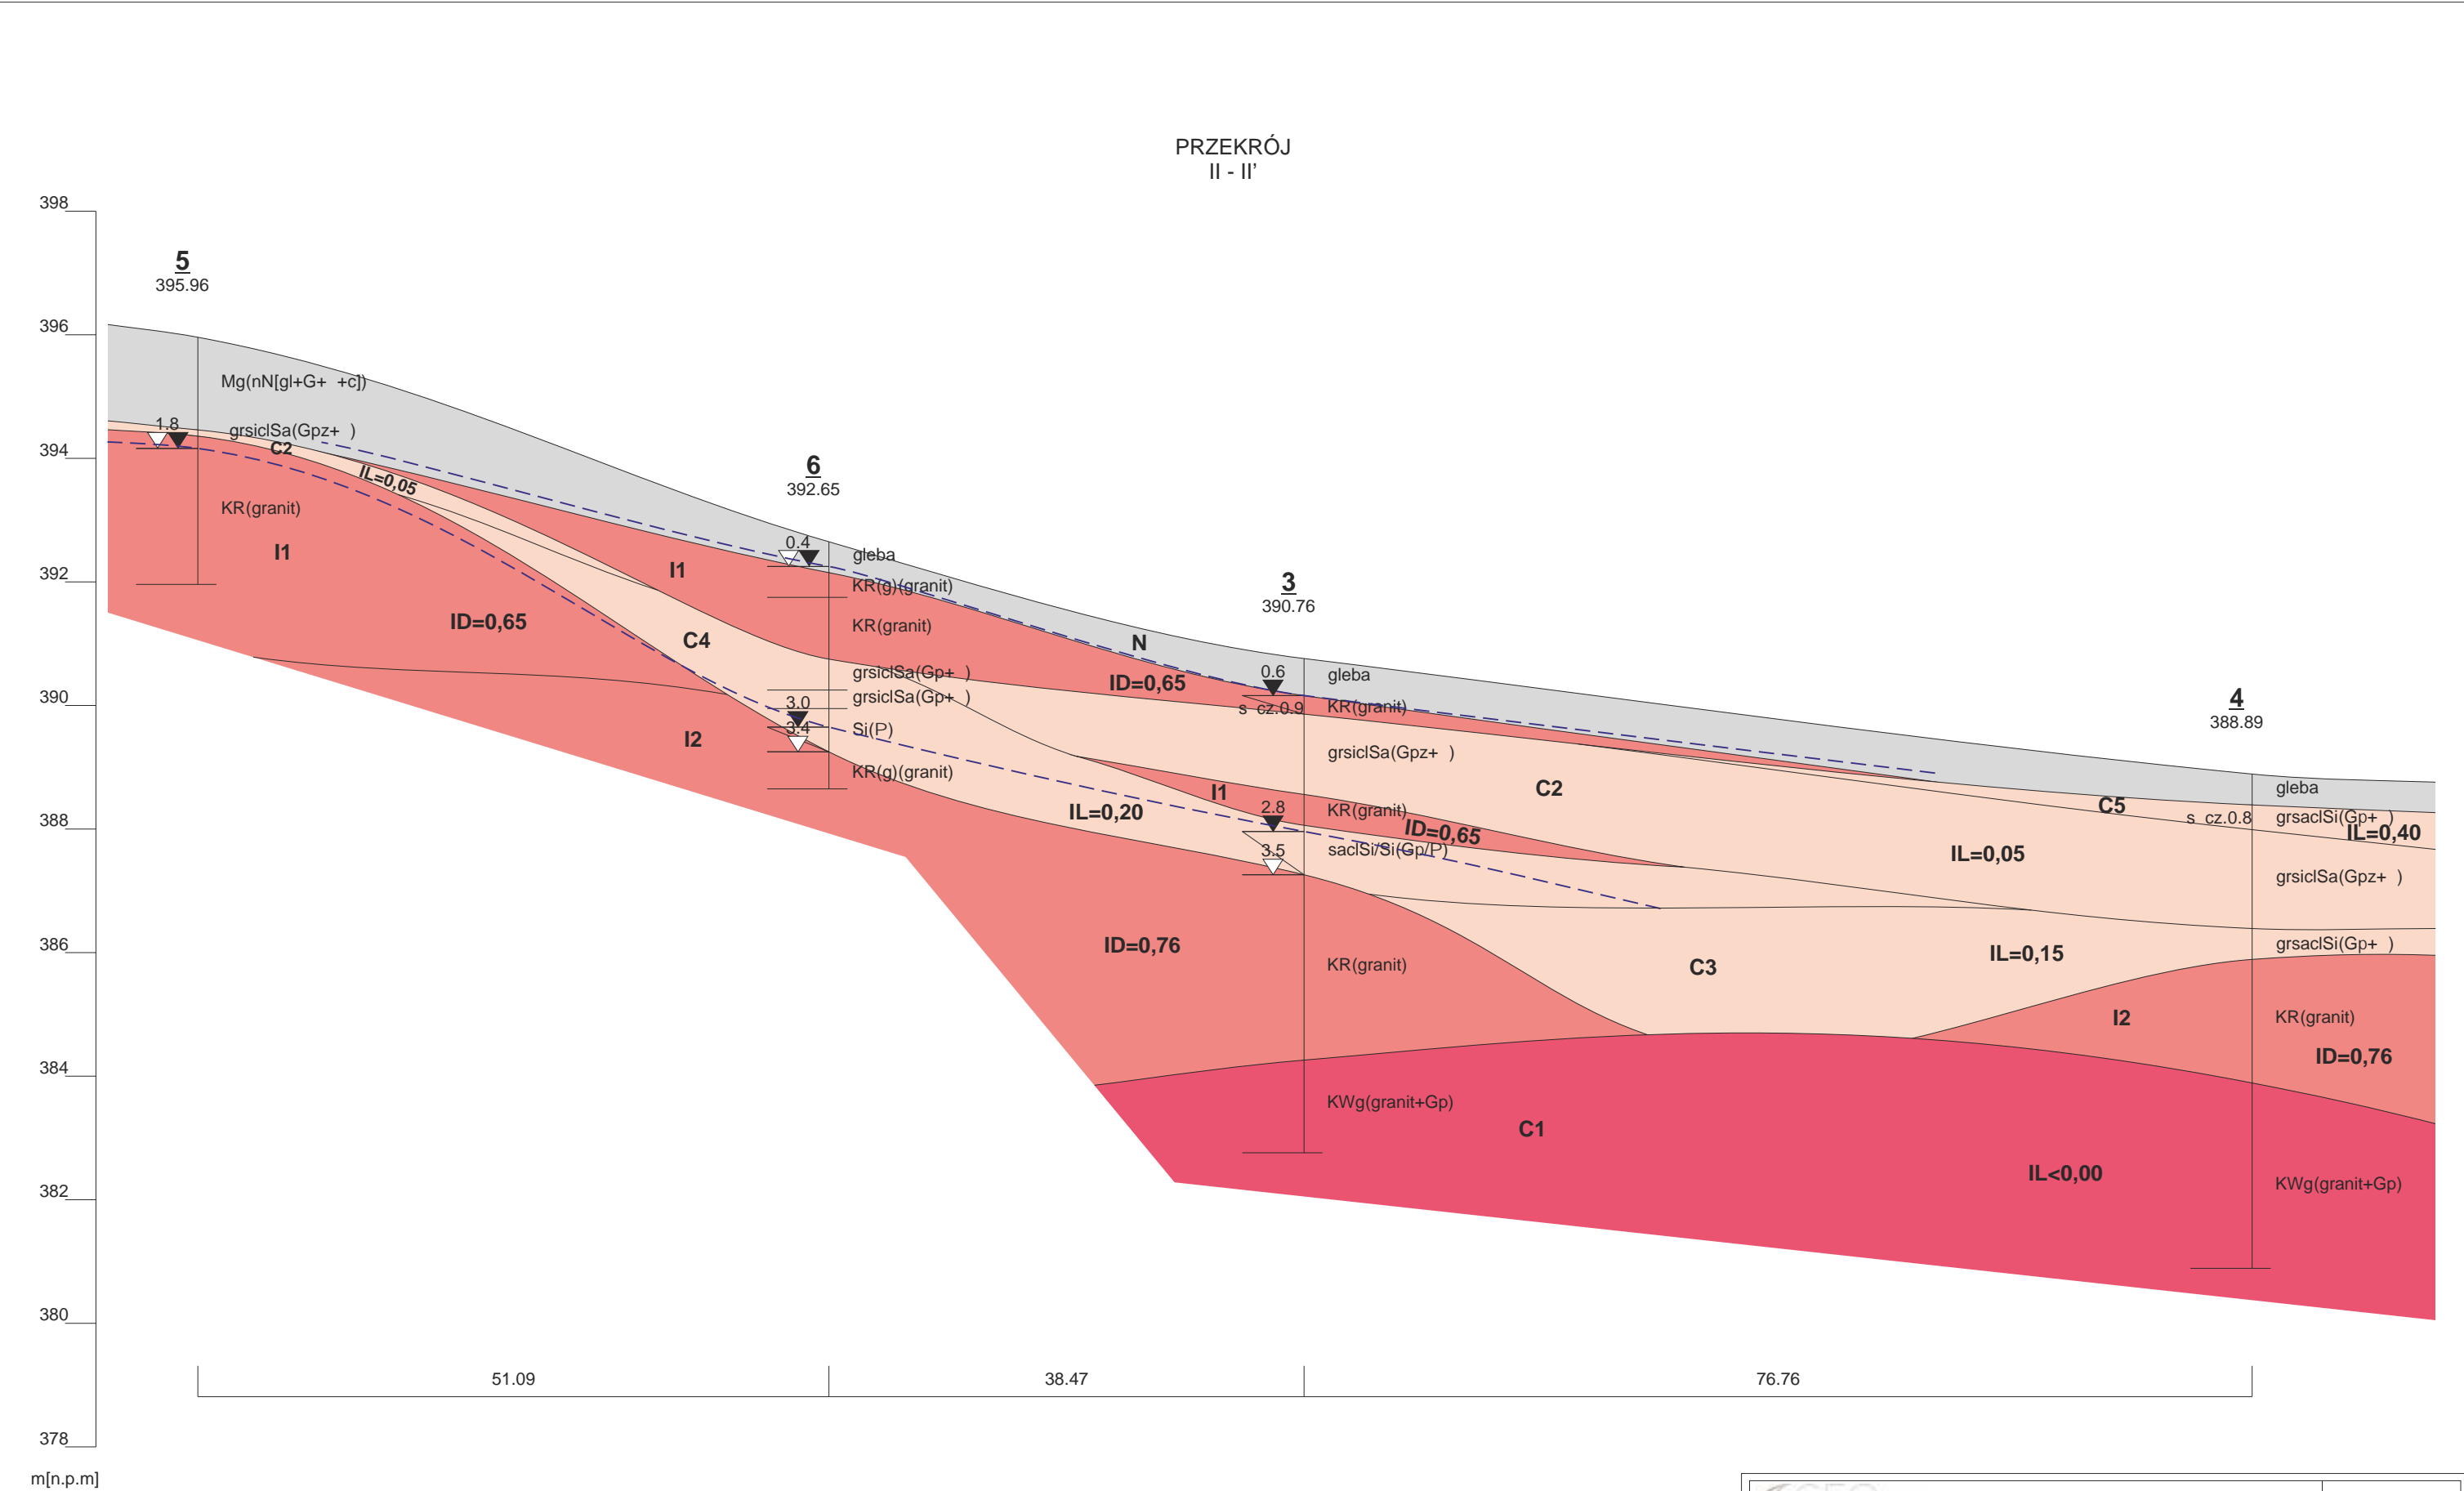 PRZEKRÓJ
II - II’
398
396
394
392
390
388
386
384
382
380
378
m[n.p.m]
5
395.96
Mg(nN[gl+G+ +c])
1.8
grsiclSa(Gpz+ )
C2
IL=0,05
KR(granit)
I1
ID=0,65
6
392.65
0.4
gleba
KR(g)(granit)
I1
KR(granit)
C4
grsiclSa(Gp+ )
grsiclSa(Gp+ )
3.0
3.4
Si(P)
I2
KR(g)(granit)
3
390.76
N
0.6
gleba
ID=0,65
s cz.0.9
KR(granit)
grsiclSa(Gpz+ )
C2
I1
2.8
KR(granit)
ID=0,65
IL=0,20
3.5
saclSi/Si(Gp/P)
ID=0,76
KR(granit)
C3
KWg(granit+Gp)
C1
4
388.89
gleba
C5
s cz.0.8
grsaclSi(Gp+ )
IL=0,40
IL=0,05
grsiclSa(Gpz+ )
IL=0,15
grsaclSi(Gp+ )
I2
KR(granit)
ID=0,76
IL<0,00
KWg(granit+Gp)
51.09
38.47
76.76
GEO